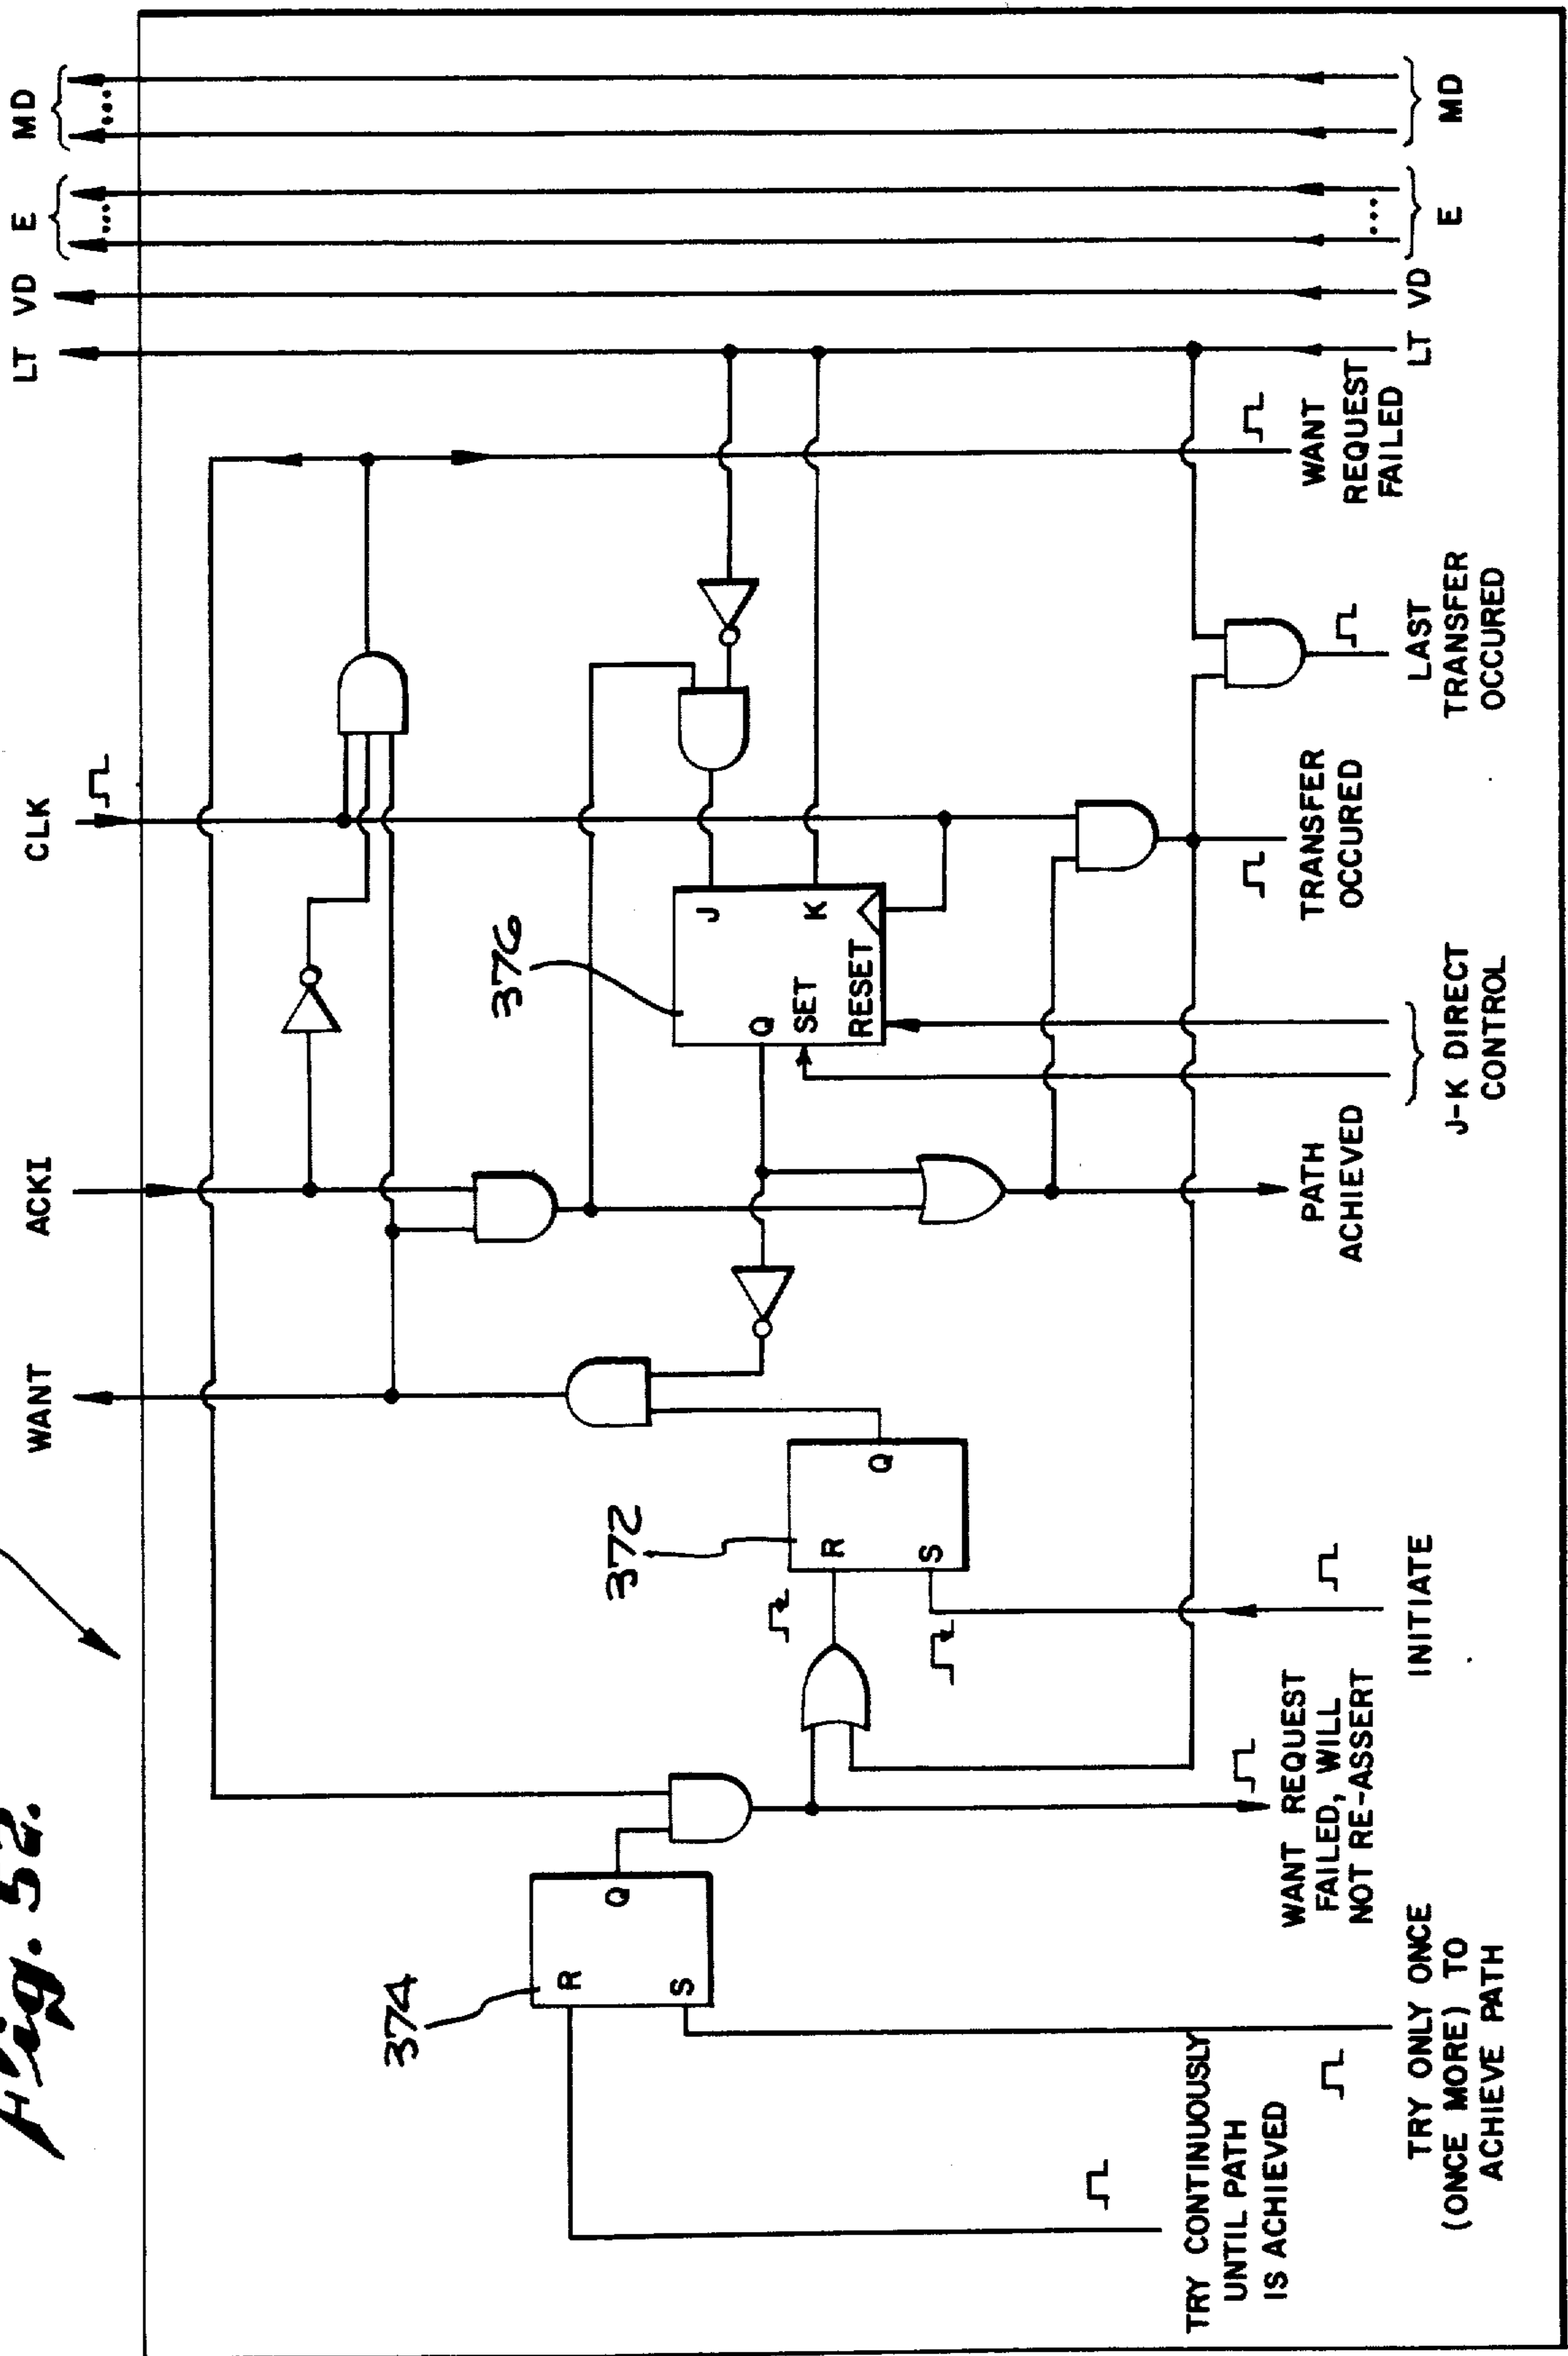 Fig. 52.
WANT
ACKI
CLK
LT
VD
E
MD
...
...
374
R
S
Q
372
R
S
Q
376
Q
SET
RESET
J
K
TRY CONTINUOUSLY
UNTIL PATH
IS ACHIEVED
TRY ONLY ONCE
(ONCE MORE) TO
ACHIEVE PATH
WANT REQUEST
FAILED, WILL
NOT RE-ASSERT
INITIATE
PATH
ACHIEVED
J-K DIRECT
CONTROL
TRANSFER
OCCURED
LAST
TRANSFER
OCCURED
WANT
REQUEST
FAILED
LT
VD
...
E
MD